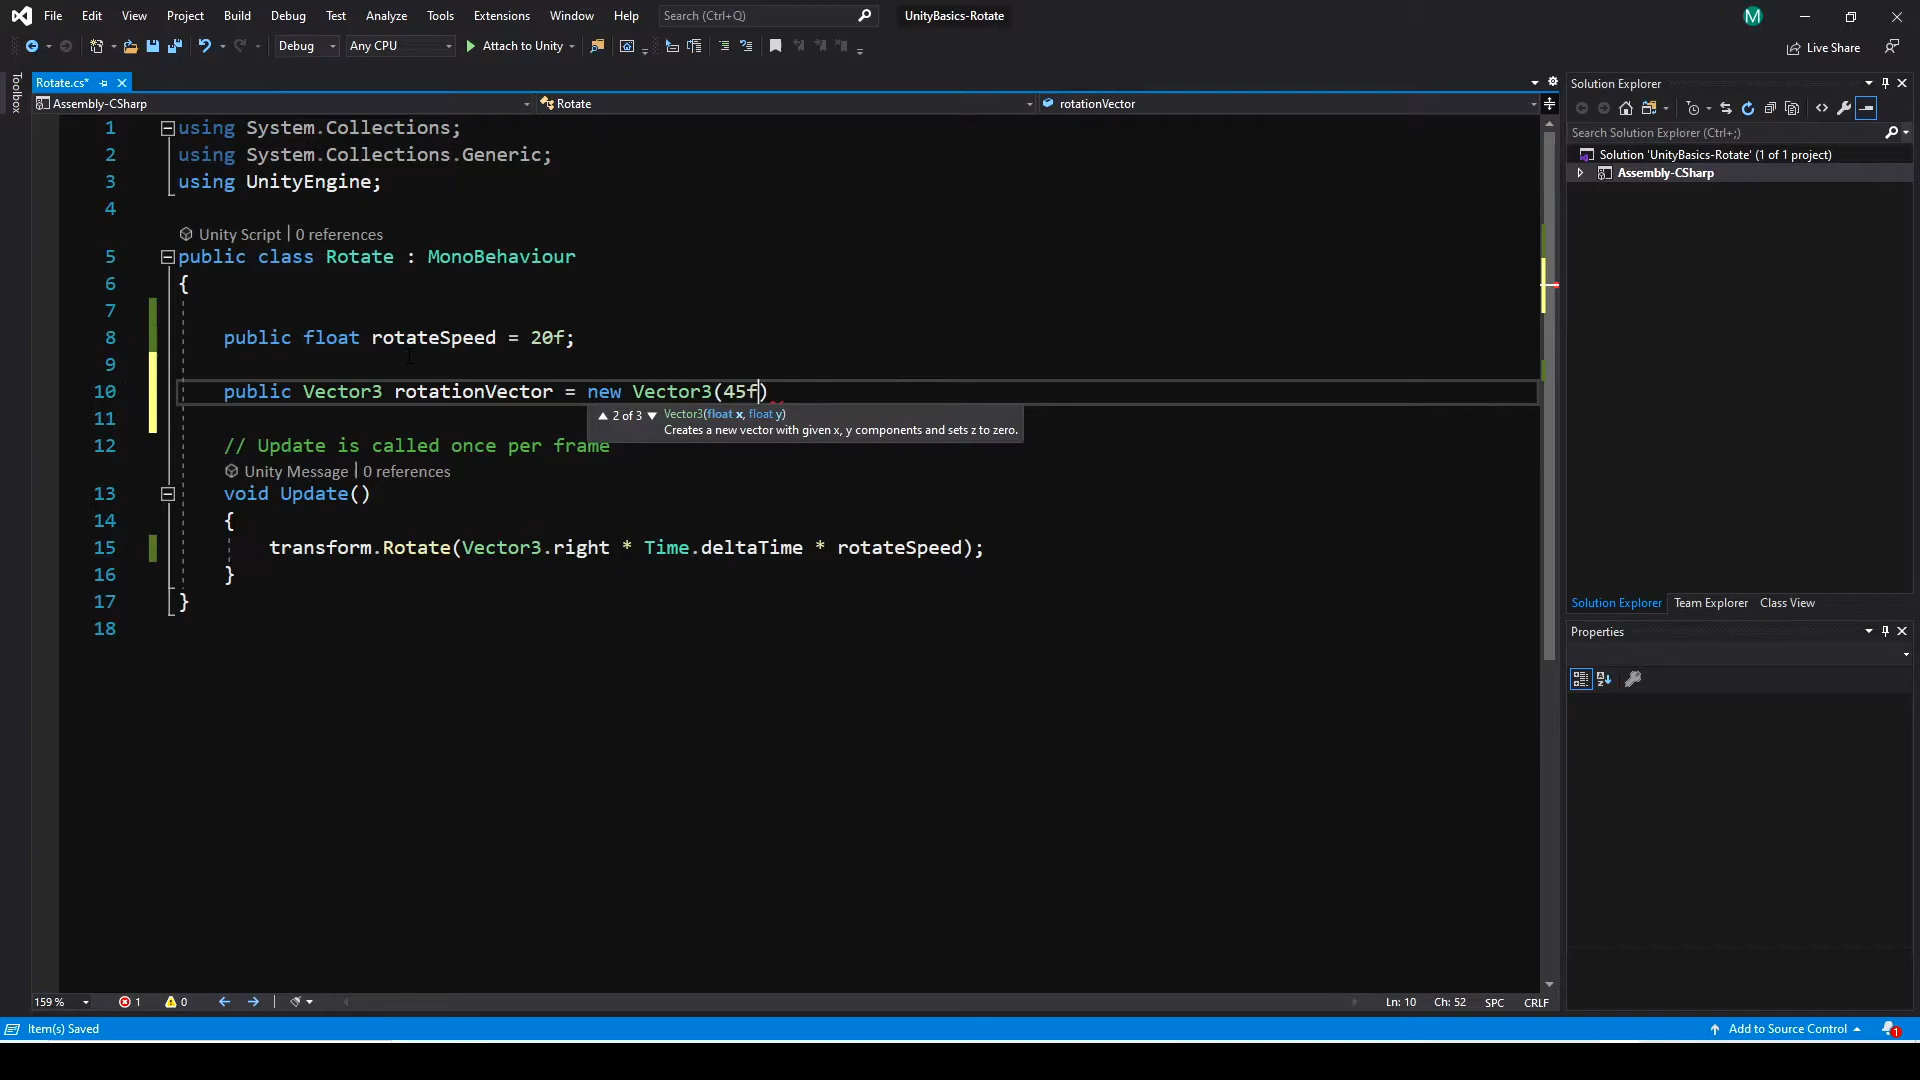 File Edit View Project Build Debug Test Analyze Tools Extensions Window Help Search (Ctrl+Q) UnityBasics-Rotate M
Debug Any CPU Attach to Unity Live Share
Toolbox
Rotate.cs*
Assembly-CSharp Rotate rotationVector
1 using System.Collections;
2 using System.Collections.Generic;
3 using UnityEngine;
4
Unity Script | 0 references
5 public class Rotate : MonoBehaviour
6 {
7
8 public float rotateSpeed = 20f;
9
10 public Vector3 rotationVector = new Vector3(45f)
11
2 of 3 Vector3(float x, float y)
Creates a new vector with given x, y components and sets z to zero.
12 // Update is called once per frame
Unity Message | 0 references
13 void Update()
14 {
15 transform.Rotate(Vector3.right * Time.deltaTime * rotateSpeed);
16 }
17 }
18
Solution Explorer
Search Solution Explorer (Ctrl+;)
Solution 'UnityBasics-Rotate' (1 of 1 project)
Assembly-CSharp
Solution Explorer Team Explorer Class View
Properties
159 % 1 0 Ln: 10 Ch: 52 SPC CRLF
Item(s) Saved Add to Source Control 1